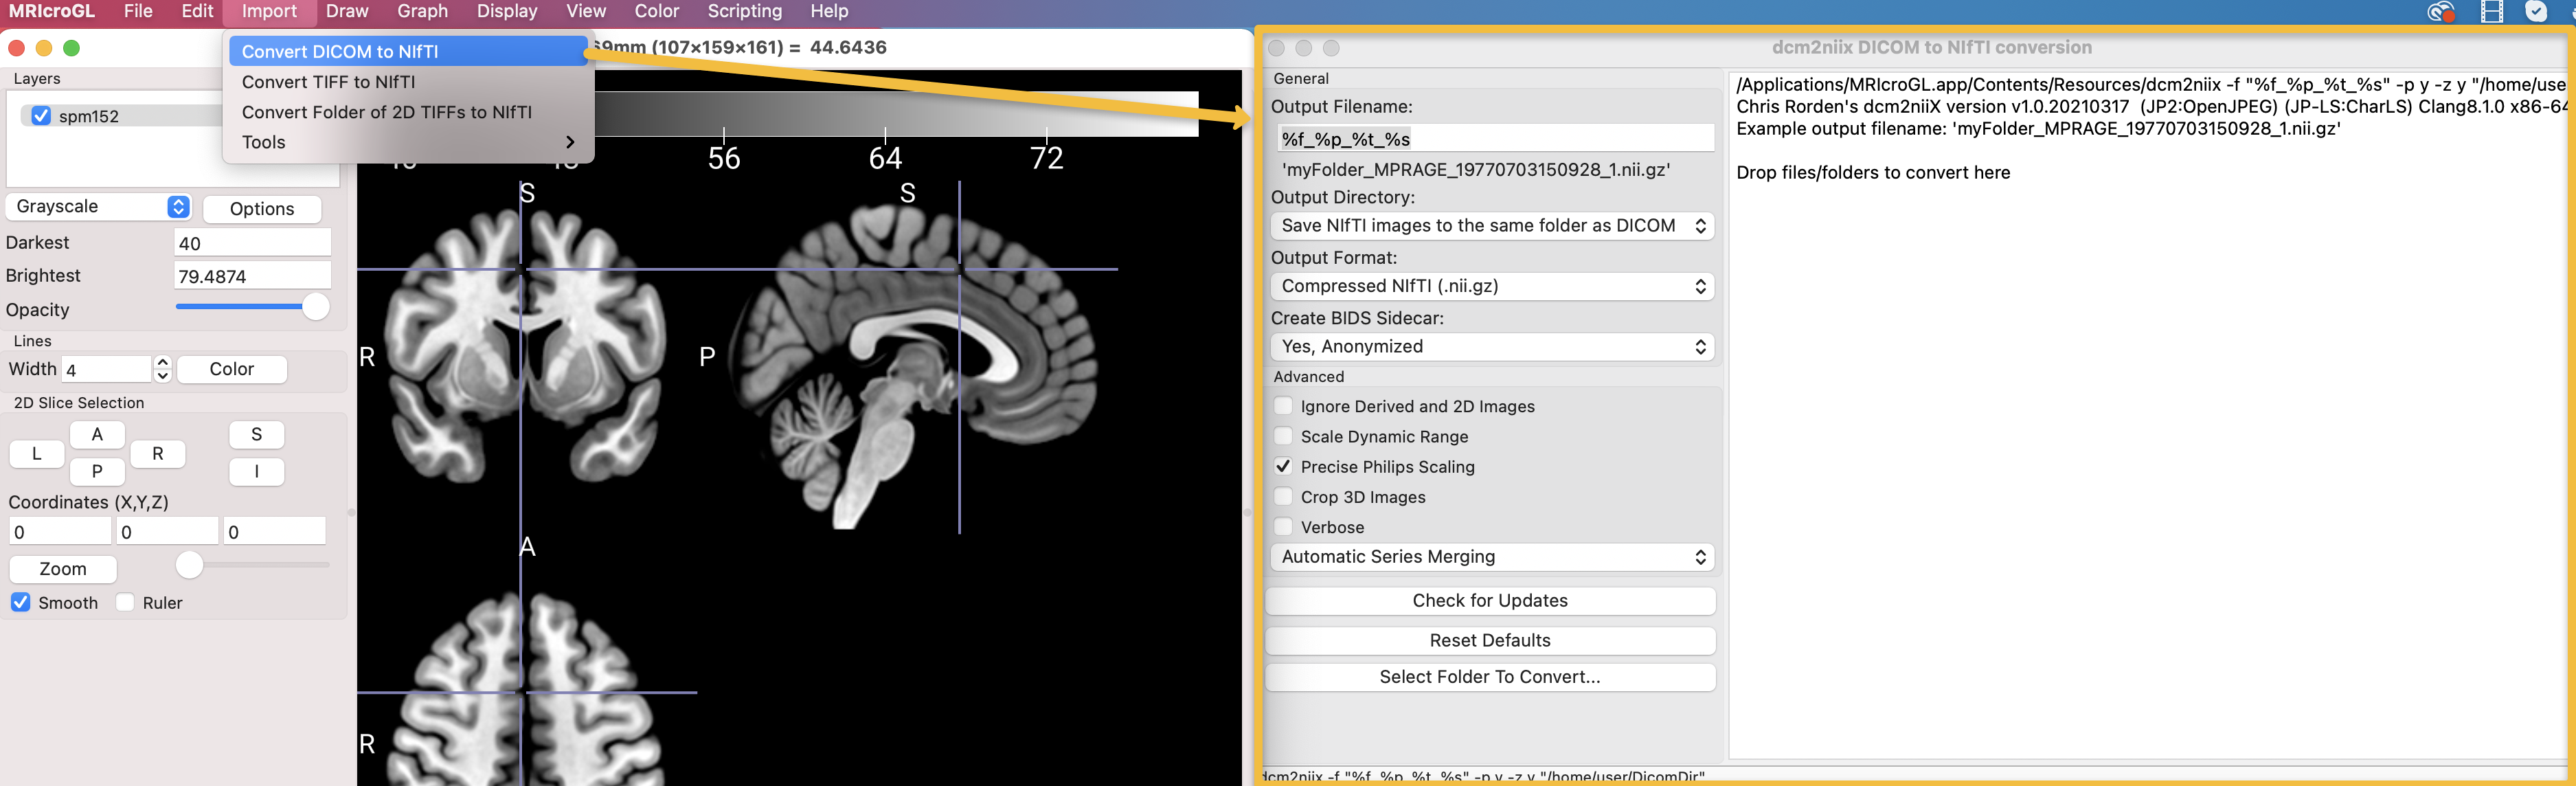 MRIcroGL File Edit Import Draw Graph Display View Color Scripting Help
Convert DICOM to NIfTI
Convert TIFF to NIfTI
Convert Folder of 2D TIFFs to NIfTI
Tools
9mm (107×159×161) = 44.6436
Layers
spm152
Grayscale
Options
Darkest
40
Brightest
79.4874
Opacity
Lines
Width
4
Color
2D Slice Selection
A
L
R
P
S
I
Coordinates (X,Y,Z)
0
0
0
Zoom
Smooth
Ruler
56
64
72
S
S
R
P
A
R
dcm2niix DICOM to NIfTI conversion
General
Output Filename:
%f_%p_%t_%s
'myFolder_MPRAGE_19770703150928_1.nii.gz'
Output Directory:
Save NIfTI images to the same folder as DICOM
Output Format:
Compressed NIfTI (.nii.gz)
Create BIDS Sidecar:
Yes, Anonymized
Advanced
Ignore Derived and 2D Images
Scale Dynamic Range
Precise Philips Scaling
Crop 3D Images
Verbose
Automatic Series Merging
Check for Updates
Reset Defaults
Select Folder To Convert...
/Applications/MRIcroGL.app/Contents/Resources/dcm2niix -f "%f_%p_%t_%s" -p y -z y "/home/use
Chris Rorden's dcm2niiX version v1.0.20210317 (JP2:OpenJPEG) (JP-LS:CharLS) Clang8.1.0 x86-64
Example output filename: 'myFolder_MPRAGE_19770703150928_1.nii.gz'
Drop files/folders to convert here
dcm2niix -f "%f_%p_%t_%s" -p y -z y "/home/user/DicomDir"